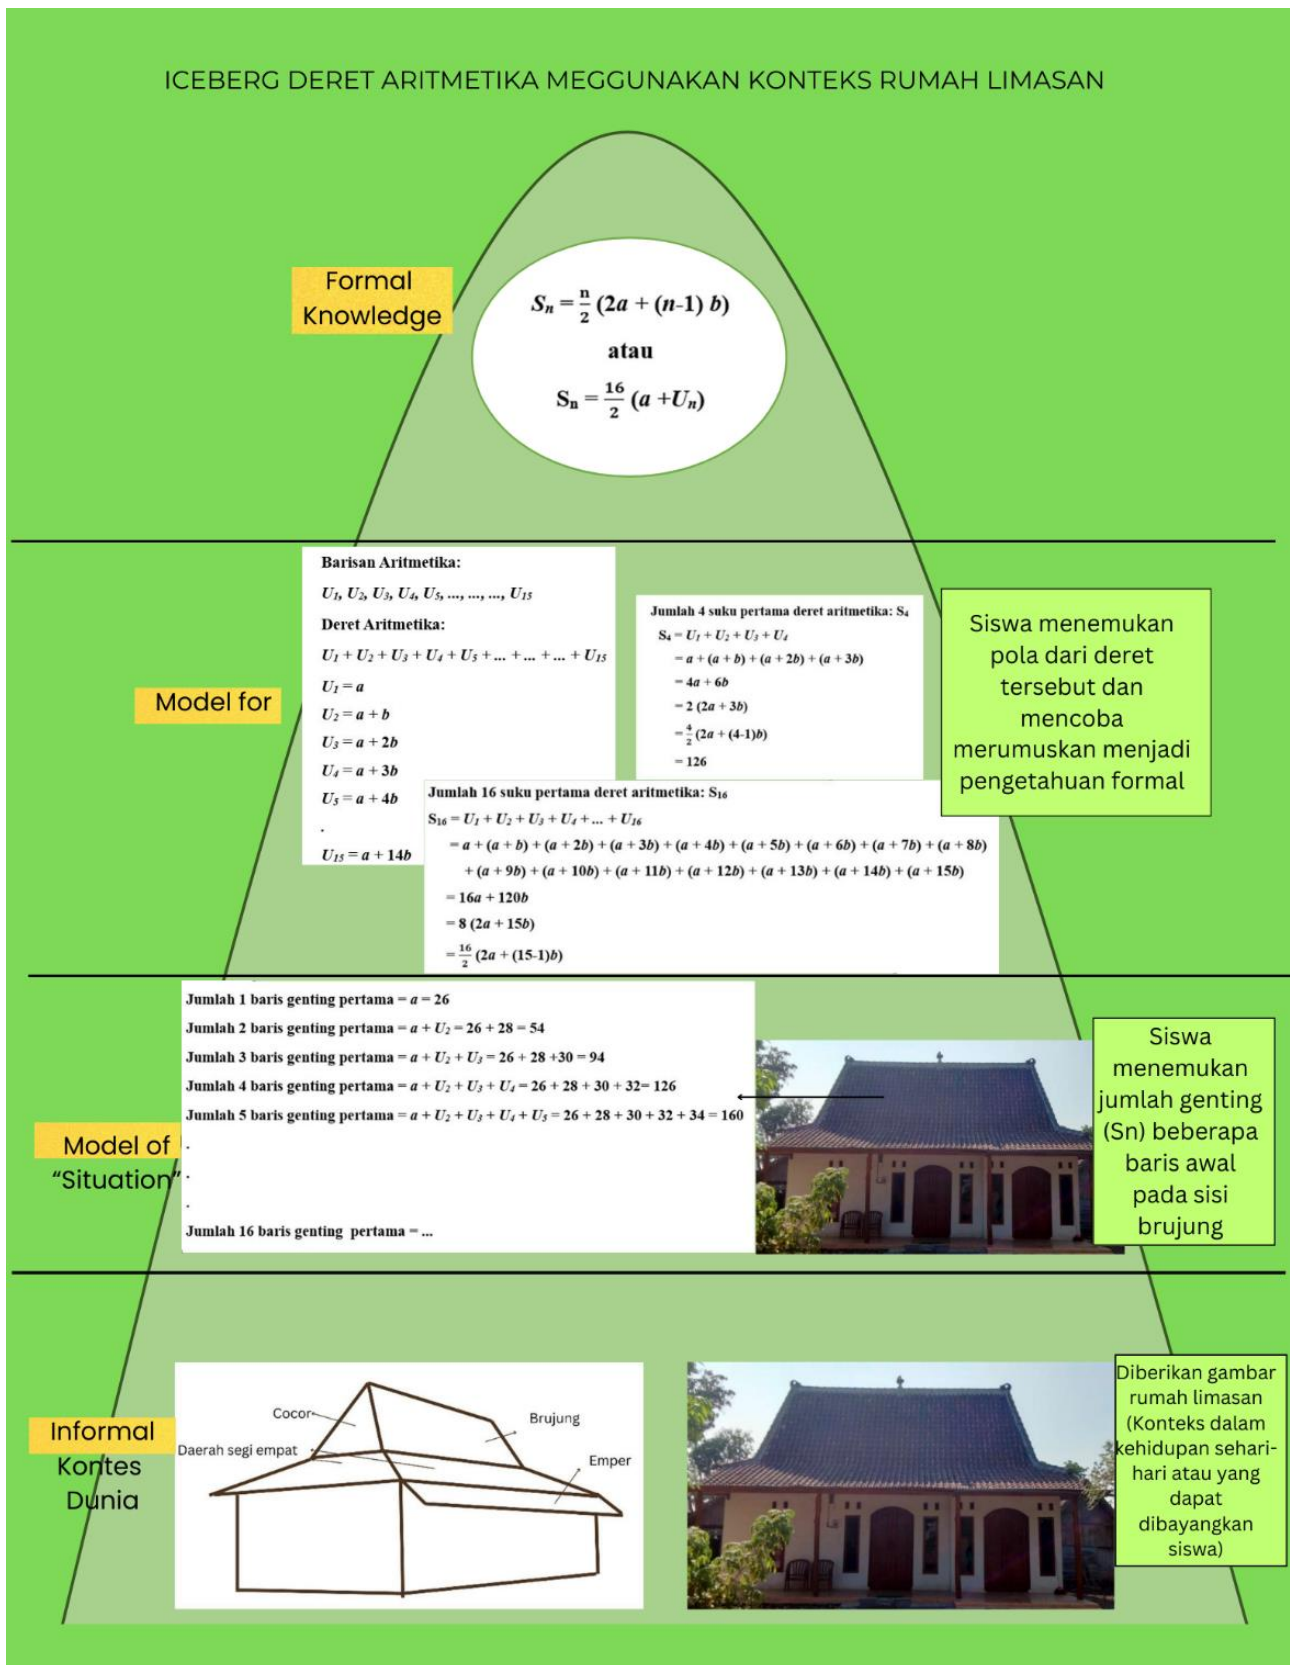 ICEBERG DERET ARITMETIKA MEGGUNAKAN KONTEKS RUMAH LIMASAN
Formal
Knowledge
Sₙ = n/2 (2a + (n-1) b)
atau
Sₙ = 16/2 (a +Uₙ)
Model for
Barisan Aritmetika:
U₁, U₂, U₃, U₄, U₅, ..., ..., ..., U₁₅
Deret Aritmetika:
U₁ + U₂ + U₃ + U₄ + U₅ + ... + ... + ... + U₁₅
U₁ = a
U₂ = a + b
U₃ = a + 2b
U₄ = a + 3b
U₅ = a + 4b
.
U₁₅ = a + 14b
Jumlah 4 suku pertama deret aritmetika: S₄
S₄ = U₁ + U₂ + U₃ + U₄
= a + (a + b) + (a + 2b) + (a + 3b)
= 4a + 6b
= 2 (2a + 3b)
= 4/2 (2a + (4-1)b)
= 126
Jumlah 16 suku pertama deret aritmetika: S₁₆
S₁₆ = U₁ + U₂ + U₃ + U₄ + ... + U₁₆
= a + (a + b) + (a + 2b) + (a + 3b) + (a + 4b) + (a + 5b) + (a + 6b) + (a + 7b) + (a + 8b)
+ (a + 9b) + (a + 10b) + (a + 11b) + (a + 12b) + (a + 13b) + (a + 14b) + (a + 15b)
= 16a + 120b
= 8 (2a + 15b)
= 16/2 (2a + (15-1)b)
Siswa menemukan
pola dari deret
tersebut dan
mencoba
merumuskan menjadi
pengetahuan formal
Model of
“Situation”
Jumlah 1 baris genting pertama = a = 26
Jumlah 2 baris genting pertama = a + U₂ = 26 + 28 = 54
Jumlah 3 baris genting pertama = a + U₂ + U₃ = 26 + 28 +30 = 94
Jumlah 4 baris genting pertama = a + U₂ + U₃ + U₄ = 26 + 28 + 30 + 32= 126
Jumlah 5 baris genting pertama = a + U₂ + U₃ + U₄ + U₅ = 26 + 28 + 30 + 32 + 34 = 160
.
.
.
Jumlah 16 baris genting pertama = ...
Siswa
menemukan
jumlah genting
(Sn) beberapa
baris awal
pada sisi
brujung
Informal
Kontes
Dunia
Cocor
Daerah segi empat
Brujung
Emper
Diberikan gambar
rumah limasan
(Konteks dalam
kehidupan sehari-
hari atau yang
dapat
dibayangkan
siswa)